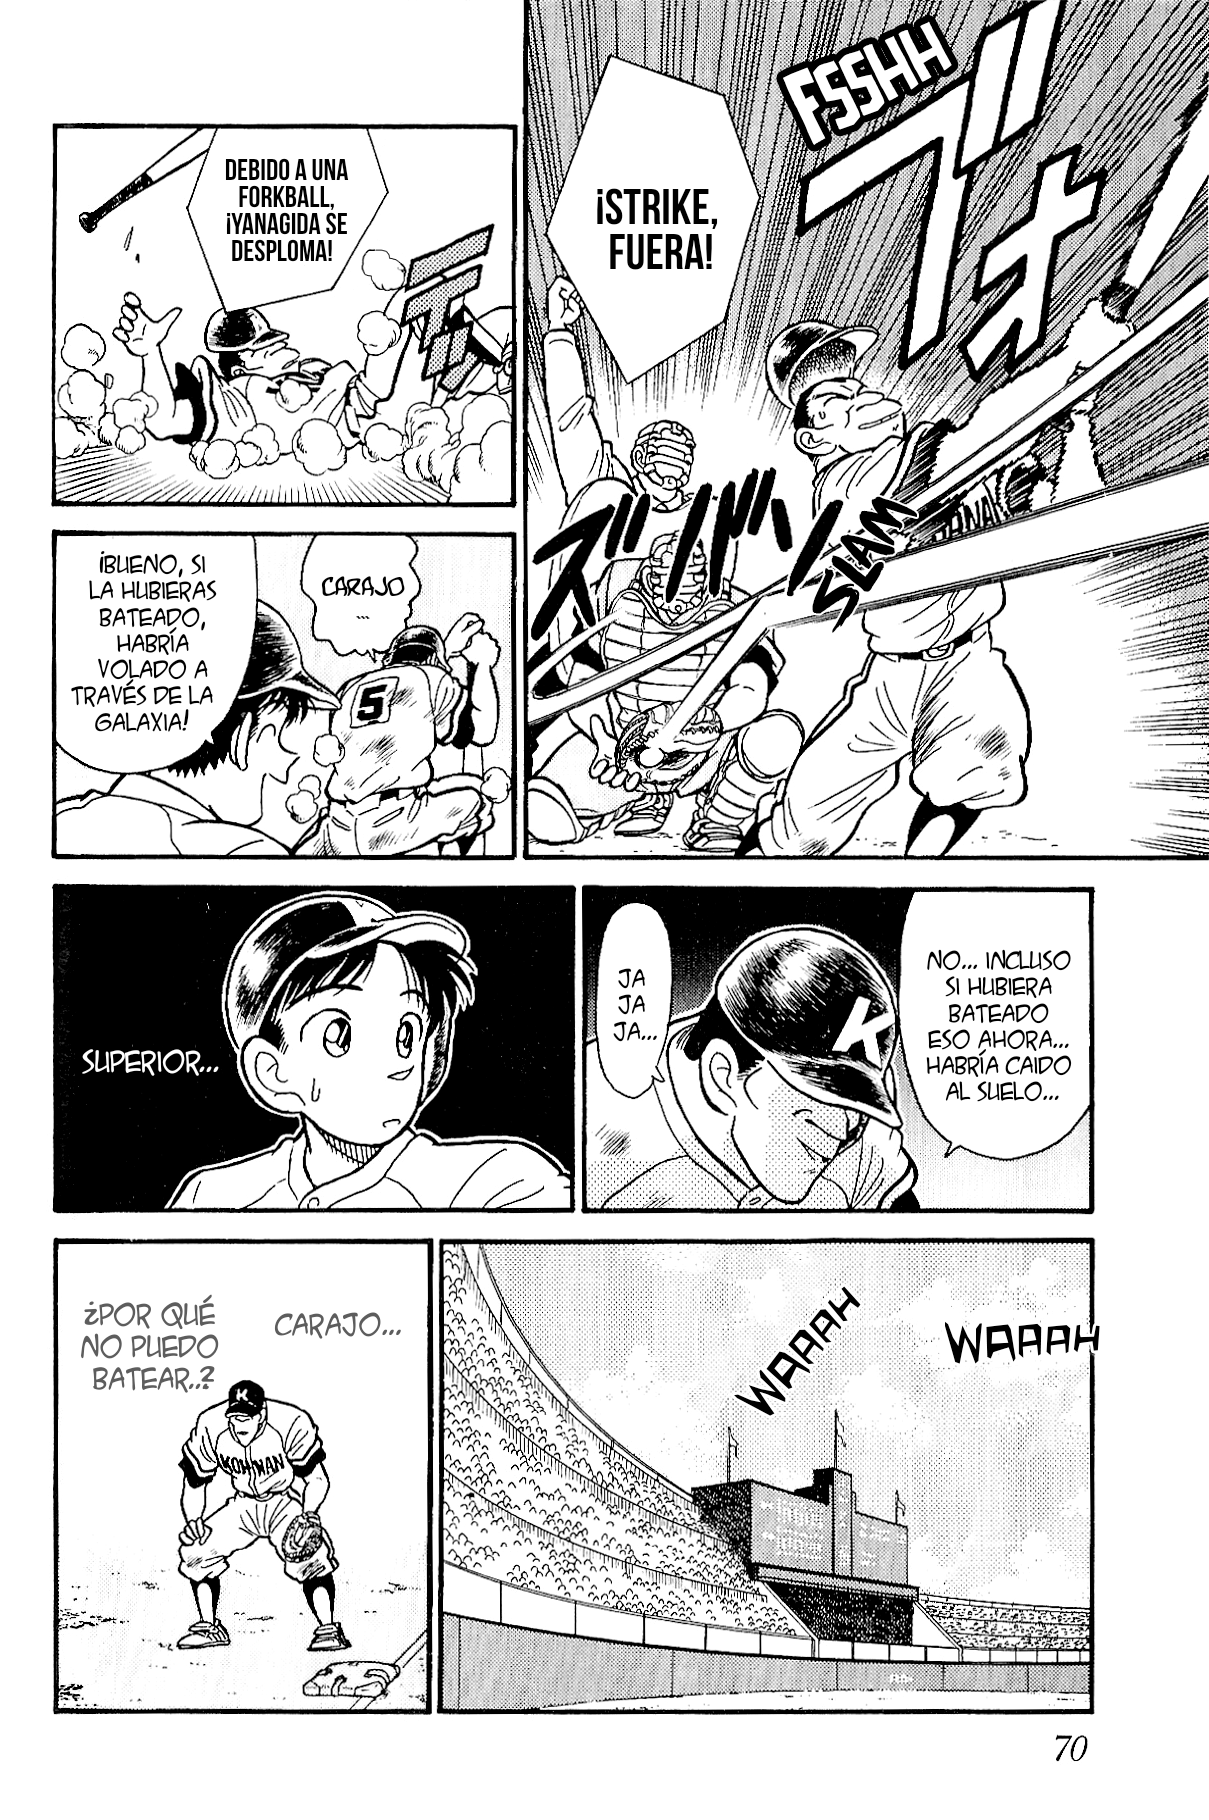 FSSHH
ブォ
¡STRIKE,
FUERA!
ズバン
SLAM
DEBIDO A UNA
FORKBALL,
¡YANAGIDA SE
DESPLOMA!
CARAJO
...
5
¡BUENO, SI
LA HUBIERAS
BATEADO,
HABRÍA
VOLADO A
TRAVÉS DE LA
GALAXIA!
NO... INCLUSO
SI HUBIERA
BATEADO
ESO AHORA...
HABRÍA CAIDO
AL SUELO...
K
JA
JA
JA...
SUPERIOR...
WAAAH
WAAAH
CARAJO...
¿POR QUÉ
NO PUEDO
BATEAR..?
K
70